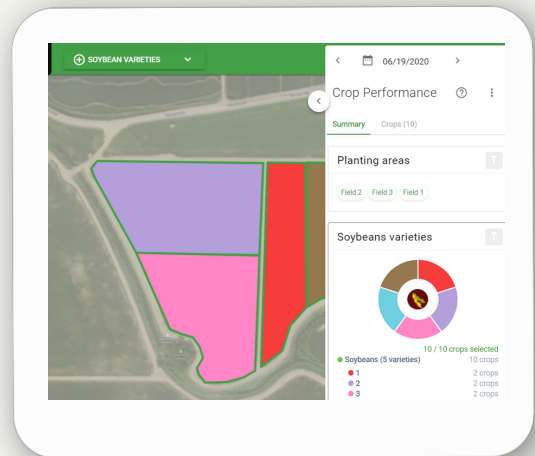 SOYBEAN VARIETIES
06/19/2020
Crop Performance
Summary Crops (10)
Planting areas
Field 2 Field 3 Field 1
Soybeans varieties
10 / 10 crops selected
Soybeans (5 varieties) 10 crops
1 2 crops
2 2 crops
3 2 crops